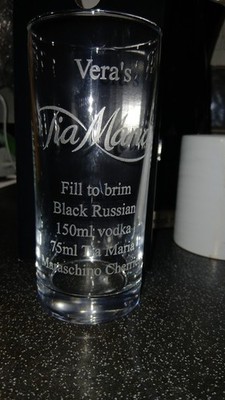 Vera's
Tia Maria
Fill to brim
Black Russian
150ml vodka
75ml Tia Maria
Maraschino Cherries